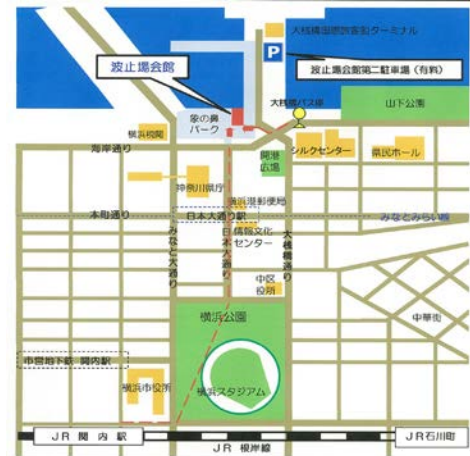 大桟橋国際客船ターミナル
P
波止場会館
波止場会館第二駐車場（有料）
大桟橋バス停
山下公園
象の鼻
パーク
横浜税関
海岸通り
開港
広場
シルクセンター
県民ホール
神奈川県庁
横浜港郵便局
本町通り
日本大通り駅
みなとみらい線
情報文化
センター
みなと大通り
日本大通り
大桟橋通り
中区
役所
中華街
横浜公園
市営地下鉄 関内駅
横浜市役所
横浜スタジアム
JR 関内駅
JR 根岸線
JR石川町